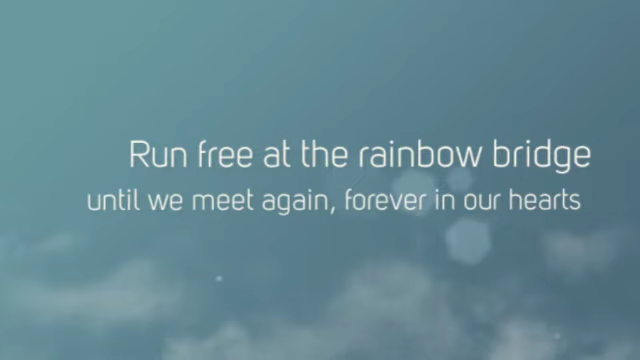 Run free at the rainbow bridge
until we meet again, forever in our hearts